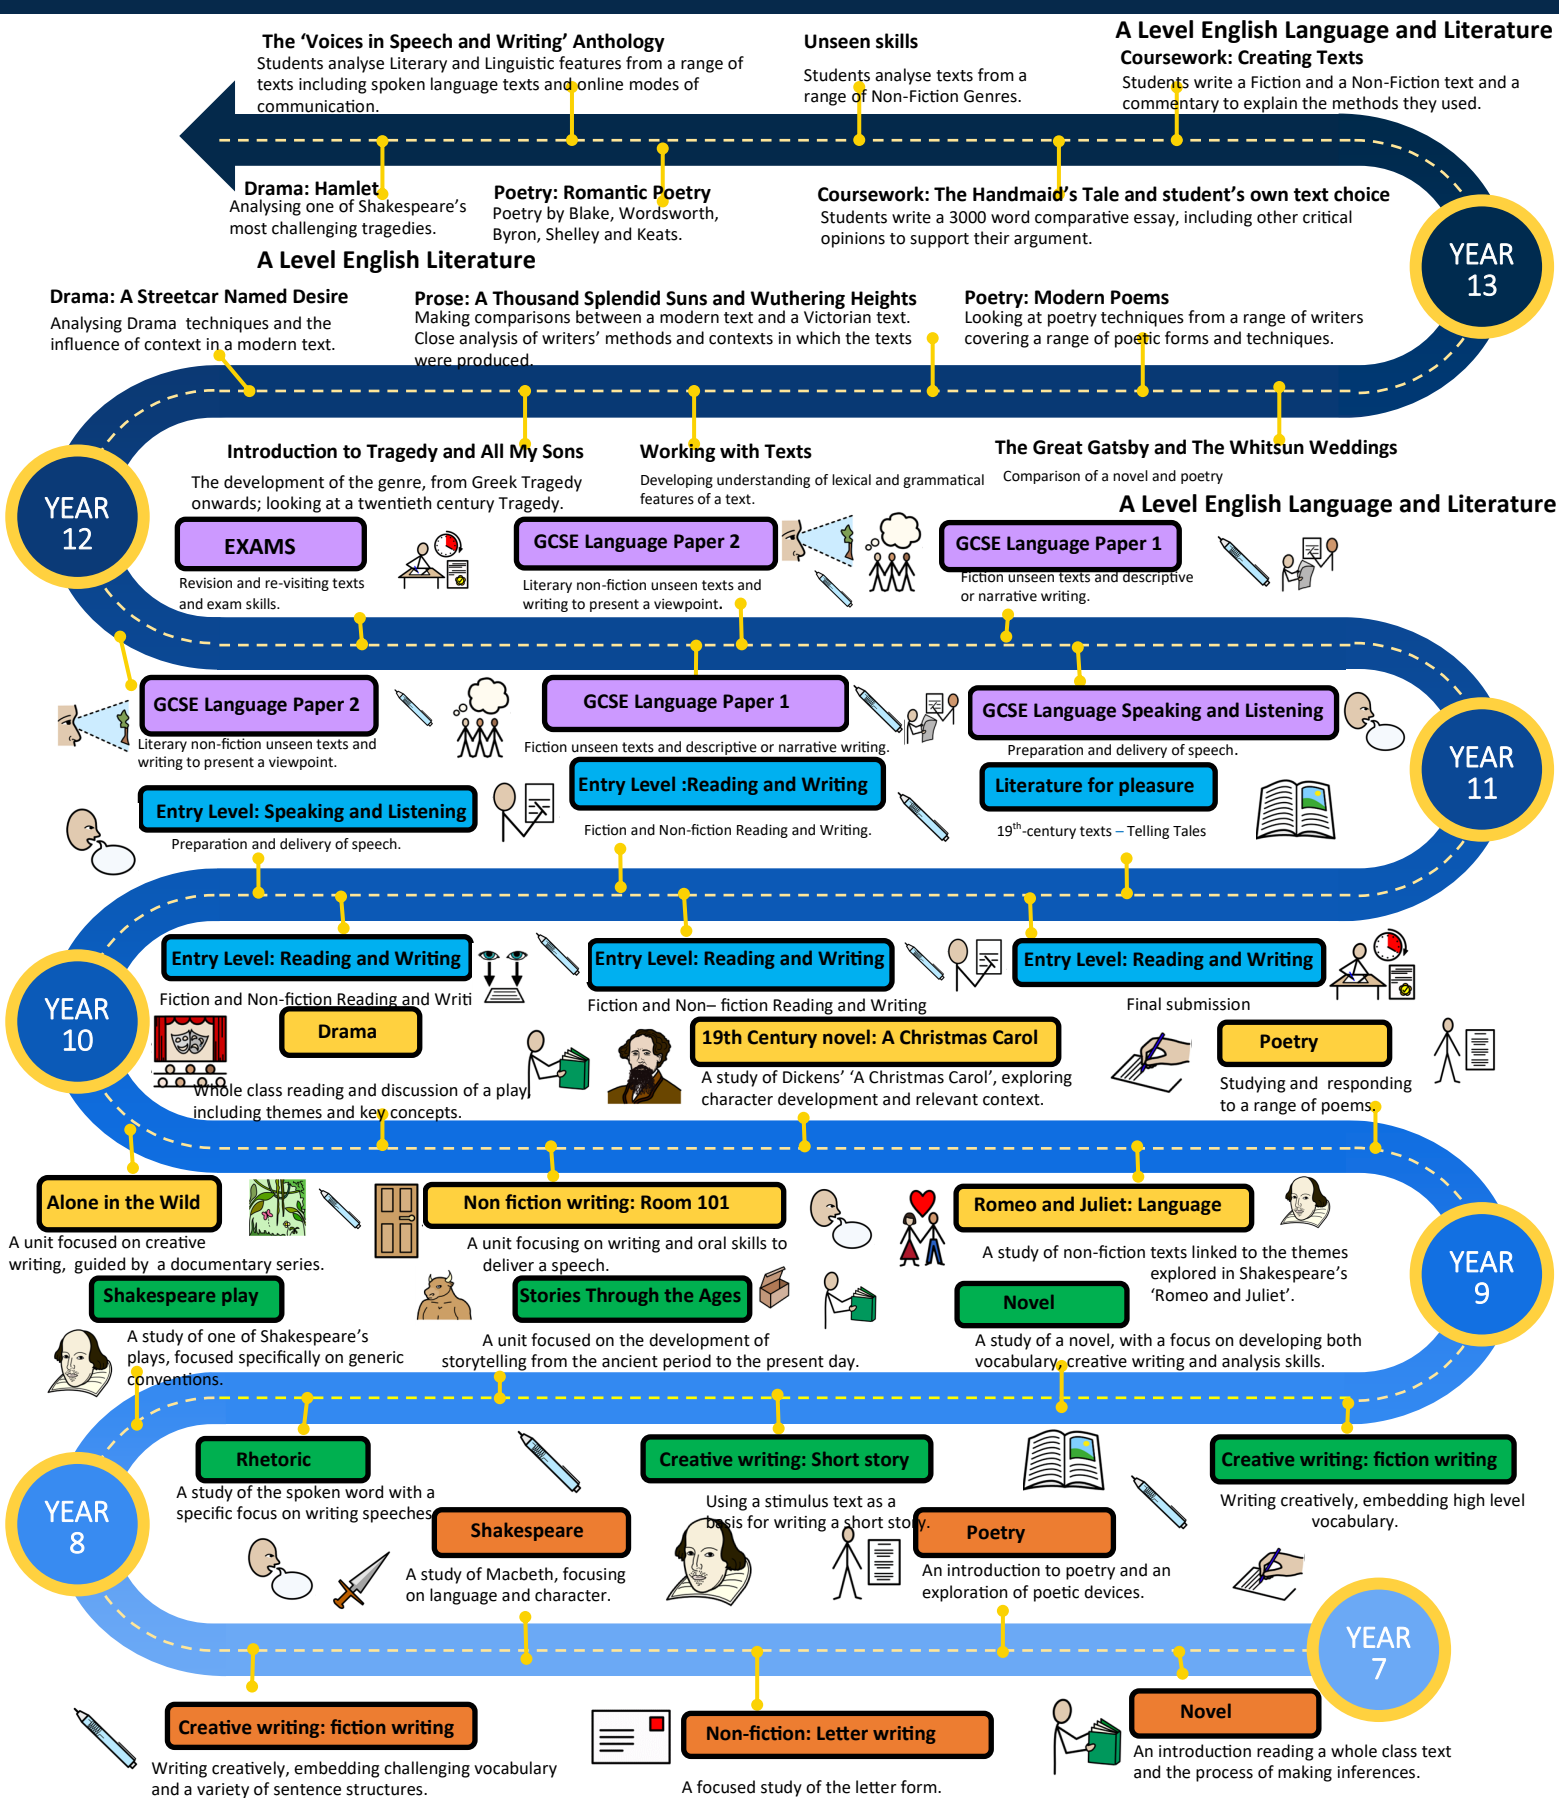 A Level English Language and Literature
The ‘Voices in Speech and Writing’ Anthology
Students analyse Literary and Linguistic features from a range of
texts including spoken language texts and online modes of
communication.
Unseen skills
Students analyse texts from a
range of Non-Fiction Genres.
Coursework: Creating Texts
Students write a Fiction and a Non-Fiction text and a
commentary to explain the methods they used.
Drama: Hamlet
Analysing one of Shakespeare’s
most challenging tragedies.
Poetry: Romantic Poetry
Poetry by Blake, Wordsworth,
Byron, Shelley and Keats.
Coursework: The Handmaid’s Tale and student’s own text choice
Students write a 3000 word comparative essay, including other critical
opinions to support their argument.
YEAR
13
A Level English Literature
Drama: A Streetcar Named Desire
Analysing Drama techniques and the
influence of context in a modern text.
Prose: A Thousand Splendid Suns and Wuthering Heights
Making comparisons between a modern text and a Victorian text.
Close analysis of writers’ methods and contexts in which the texts
were produced.
Poetry: Modern Poems
Looking at poetry techniques from a range of writers
covering a range of poetic forms and techniques.
Introduction to Tragedy and All My Sons
The development of the genre, from Greek Tragedy
onwards; looking at a twentieth century Tragedy.
Working with Texts
Developing understanding of lexical and grammatical
features of a text.
The Great Gatsby and The Whitsun Weddings
Comparison of a novel and poetry
A Level English Language and Literature
YEAR
12
EXAMS
Revision and re-visiting texts
and exam skills.
GCSE Language Paper 2
Literary non-fiction unseen texts and
writing to present a viewpoint.
GCSE Language Paper 1
Fiction unseen texts and descriptive
or narrative writing.
GCSE Language Paper 2
Literary non-fiction unseen texts and
writing to present a viewpoint.
GCSE Language Paper 1
Fiction unseen texts and descriptive or narrative writing.
GCSE Language Speaking and Listening
Preparation and delivery of speech.
YEAR
11
Entry Level: Speaking and Listening
Preparation and delivery of speech.
Entry Level :Reading and Writing
Fiction and Non-fiction Reading and Writing.
Literature for pleasure
19th-century texts – Telling Tales
Entry Level: Reading and Writing
Fiction and Non-fiction Reading and Writi
Entry Level: Reading and Writing
Fiction and Non– fiction Reading and Writing
Entry Level: Reading and Writing
Final submission
YEAR
10
Drama
Whole class reading and discussion of a play,
including themes and key concepts.
19th Century novel: A Christmas Carol
A study of Dickens’ ‘A Christmas Carol’, exploring
character development and relevant context.
Poetry
Studying and responding
to a range of poems.
Alone in the Wild
A unit focused on creative
writing, guided by a documentary series.
Non fiction writing: Room 101
A unit focusing on writing and oral skills to
deliver a speech.
Romeo and Juliet: Language
A study of non-fiction texts linked to the themes
explored in Shakespeare’s
‘Romeo and Juliet’.
YEAR
9
Shakespeare play
A study of one of Shakespeare’s
plays, focused specifically on generic
conventions.
Stories Through the Ages
A unit focused on the development of
storytelling from the ancient period to the present day.
Novel
A study of a novel, with a focus on developing both
vocabulary, creative writing and analysis skills.
Rhetoric
A study of the spoken word with a
specific focus on writing speeches
Creative writing: Short story
Using a stimulus text as a
basis for writing a short story.
Creative writing: fiction writing
Writing creatively, embedding high level
vocabulary.
YEAR
8
Shakespeare
A study of Macbeth, focusing
on language and character.
Poetry
An introduction to poetry and an
exploration of poetic devices.
YEAR
7
Creative writing: fiction writing
Writing creatively, embedding challenging vocabulary
and a variety of sentence structures.
Non-fiction: Letter writing
A focused study of the letter form.
Novel
An introduction reading a whole class text
and the process of making inferences.